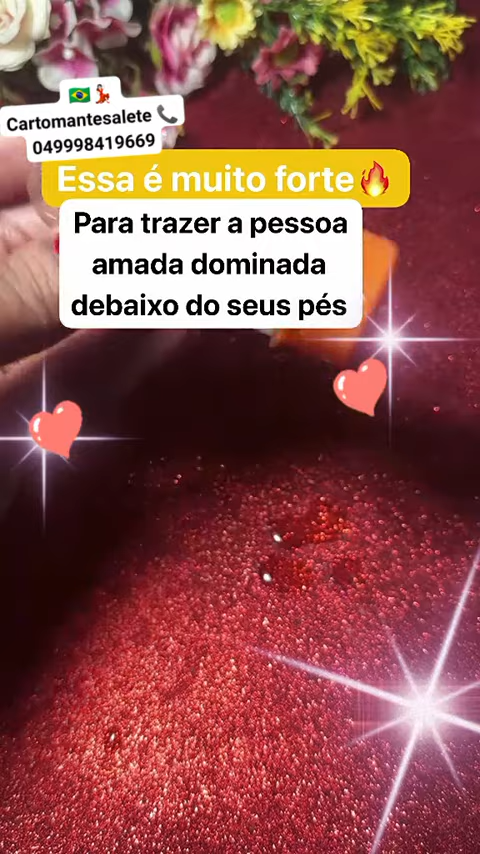 🇧🇷💃
Cartomantesalete 📞
049998419669
Essa é muito forte🔥
Para trazer a pessoa
amada dominada
debaixo do seus pés